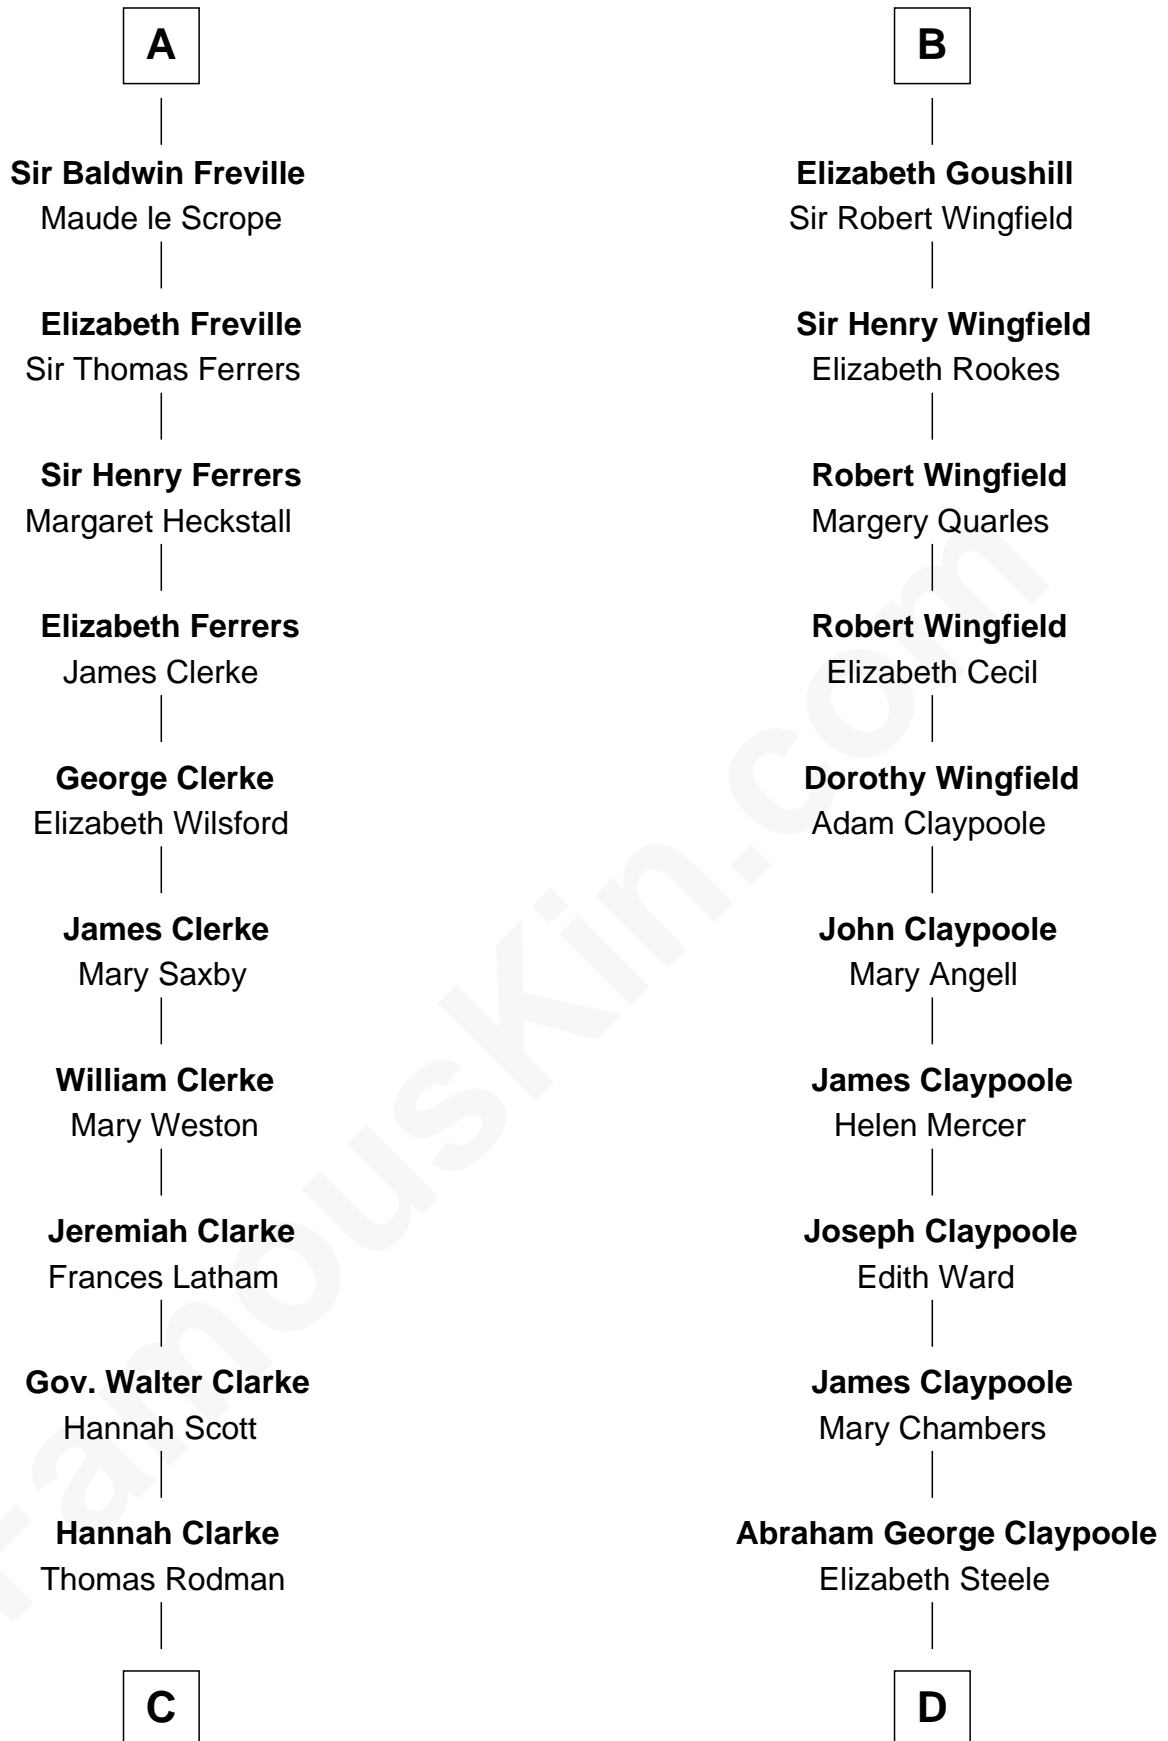 A
Sir Baldwin Freville
Maude le Scrope
Elizabeth Freville
Sir Thomas Ferrers
Sir Henry Ferrers
Margaret Heckstall
Elizabeth Ferrers
James Clerke
George Clerke
Elizabeth Wilsford
James Clerke
Mary Saxby
William Clerke
Mary Weston
Jeremiah Clarke
Frances Latham
Gov. Walter Clarke
Hannah Scott
Hannah Clarke
Thomas Rodman
C
B
Elizabeth Goushill
Sir Robert Wingfield
Sir Henry Wingfield
Elizabeth Rookes
Robert Wingfield
Margery Quarles
Robert Wingfield
Elizabeth Cecil
Dorothy Wingfield
Adam Claypoole
John Claypoole
Mary Angell
James Claypoole
Helen Mercer
Joseph Claypoole
Edith Ward
James Claypoole
Mary Chambers
Abraham George Claypoole
Elizabeth Steele
D
FamousKin.com